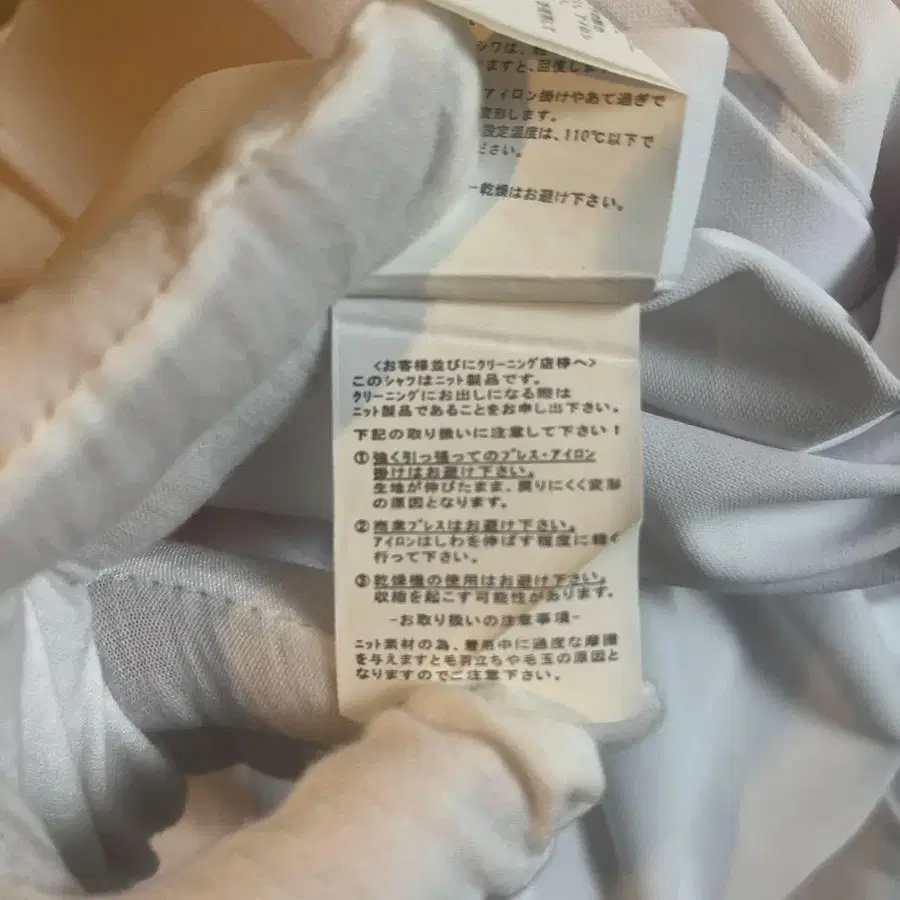 シワは、
ますと、回復しま
アイロン掛けやあて過ぎで
変形します。
設定温度は、110℃以下で
ださい。
乾燥はお避け下さい。
<お客様並びにクリーニング店様へ>
このシャツはニット製品です。
クリーニングにお出しになる際は
ニット製品であることをお申し出下さい。
下記の取り扱いに注意して下さい！
①強く引っ張ってのプレス・アイロン
掛けはお避け下さい。
生地が伸びたまま、戻りにくく変形
の原因となります。
②商業プレスはお避け下さい。
アイロンはしわを伸ばす程度に軽く
行って下さい。
③乾燥機の使用はお避け下さい。
収縮を起こす可能性があります。
-お取り扱いの注意事項-
ニット素材の為、着用中に過度な摩擦
を与えますと毛羽立ちや毛玉の原因と
なりますのでご注意下さい。